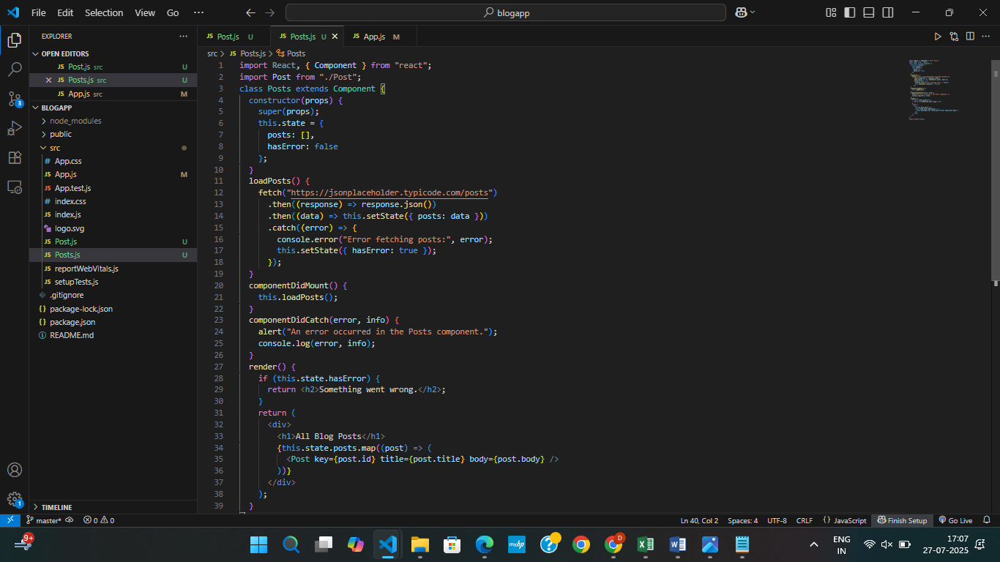 File Edit Selection View Go ··· blogapp
EXPLORER ···
OPEN EDITORS
Post.js src U
Posts.js src U
App.js src M
BLOGAPP
node_modules
public
src
# App.css
JS App.js M
JS App.test.js
# index.css
JS index.js
logo.svg
JS Post.js U
JS Posts.js U
JS reportWebVitals.js
JS setupTests.js
.gitignore
{} package-lock.json
{} package.json
README.md
TIMELINE
JS Post.js U JS Posts.js U JS App.js M
src > JS Posts.js > Posts
1 import React, { Component } from "react";
2 import Post from "./Post";
3 class Posts extends Component {
4 constructor(props) {
5 super(props);
6 this.state = {
7 posts: [],
8 hasError: false
9 };
10 }
11 loadPosts() {
12 fetch("https://jsonplaceholder.typicode.com/posts")
13 .then((response) => response.json())
14 .then((data) => this.setState({ posts: data }))
15 .catch((error) => {
16 console.error("Error fetching posts:", error);
17 this.setState({ hasError: true });
18 });
19 }
20 componentDidMount() {
21 this.loadPosts();
22 }
23 componentDidCatch(error, info) {
24 alert("An error occurred in the Posts component.");
25 console.log(error, info);
26 }
27 render() {
28 if (this.state.hasError) {
29 return <h2>Something went wrong.</h2>;
30 }
31 return (
32 <div>
33 <h1>All Blog Posts</h1>
34 {this.state.posts.map((post) => (
35 <Post key={post.id} title={post.title} body={post.body} />
36 ))}
37 </div>
38 );
39 }
3
1
master* 0 0 Ln 40, Col 2 Spaces: 4 UTF-8 CRLF {} JavaScript Finish Setup Go Live
9+ myhp D ENG 17:07
IN 27-07-2025